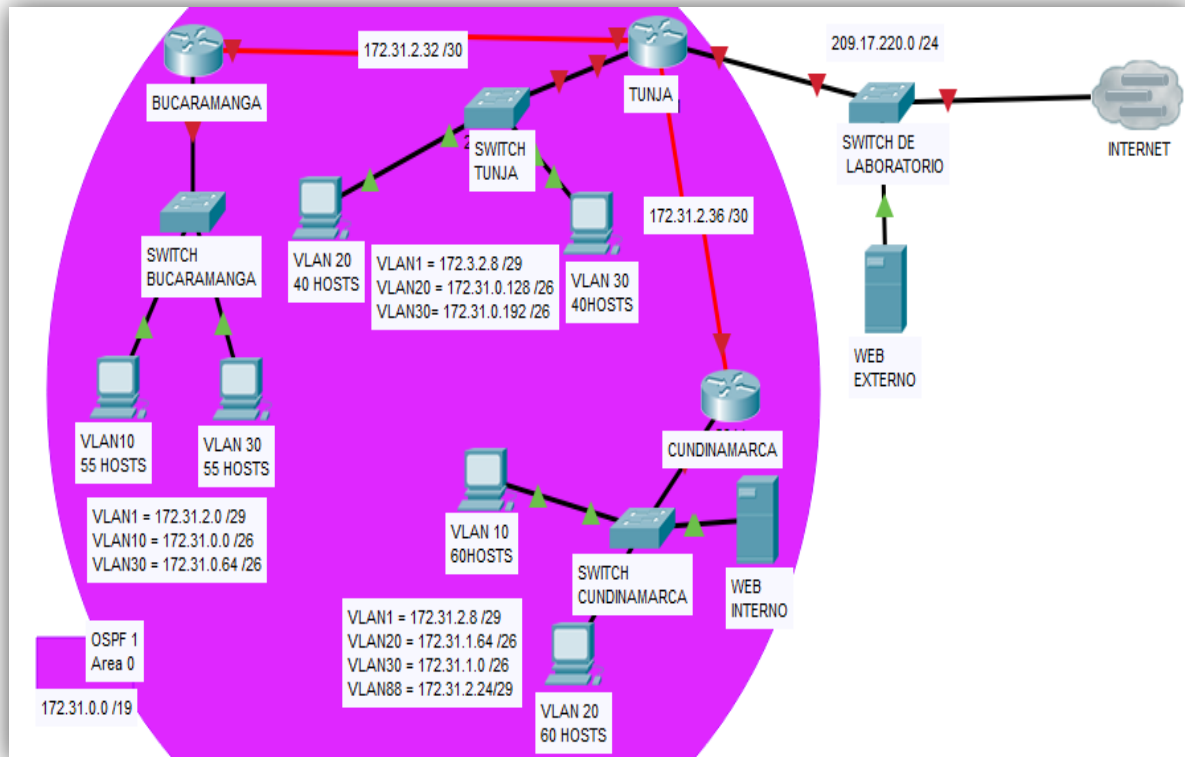 172.31.2.32 /30
209.17.220.0 /24
BUCARAMANGA
TUNJA
SWITCH DE
LABORATORIO
INTERNET
SWITCH
TUNJA
172.31.2.36 /30
SWITCH
BUCARAMANGA
VLAN 20
40 HOSTS
VLAN1 = 172.3.2.8 /29
VLAN20 = 172.31.0.128 /26
VLAN30= 172.31.0.192 /26
VLAN 30
40HOSTS
WEB
EXTERNO
VLAN10
55 HOSTS
VLAN 30
55 HOSTS
CUNDINAMARCA
VLAN1 = 172.31.2.0 /29
VLAN10 = 172.31.0.0 /26
VLAN30 = 172.31.0.64 /26
VLAN 10
60HOSTS
SWITCH
CUNDINAMARCA
WEB
INTERNO
VLAN1 = 172.31.2.8 /29
VLAN20 = 172.31.1.64 /26
VLAN30 = 172.31.1.0 /26
VLAN88 = 172.31.2.24/29
OSPF 1
Area 0
172.31.0.0 /19
VLAN 20
60 HOSTS